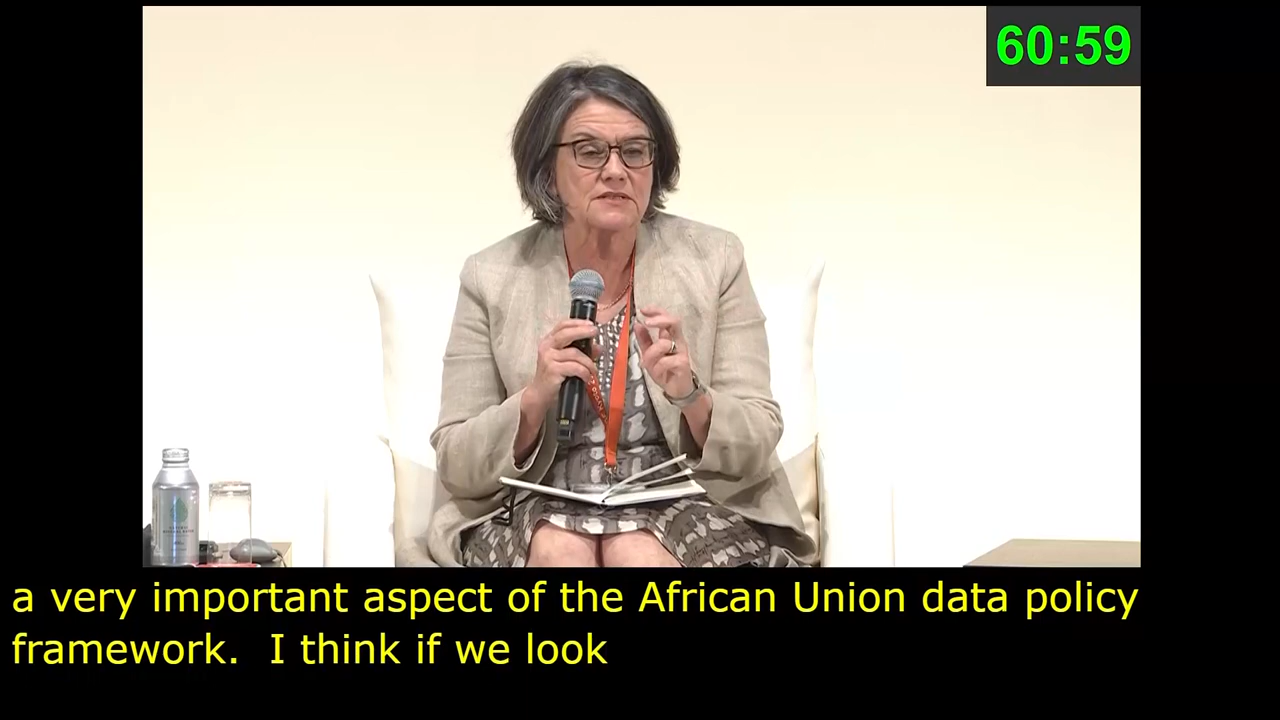 60:59
a very important aspect of the African Union data policy
framework.  I think if we look